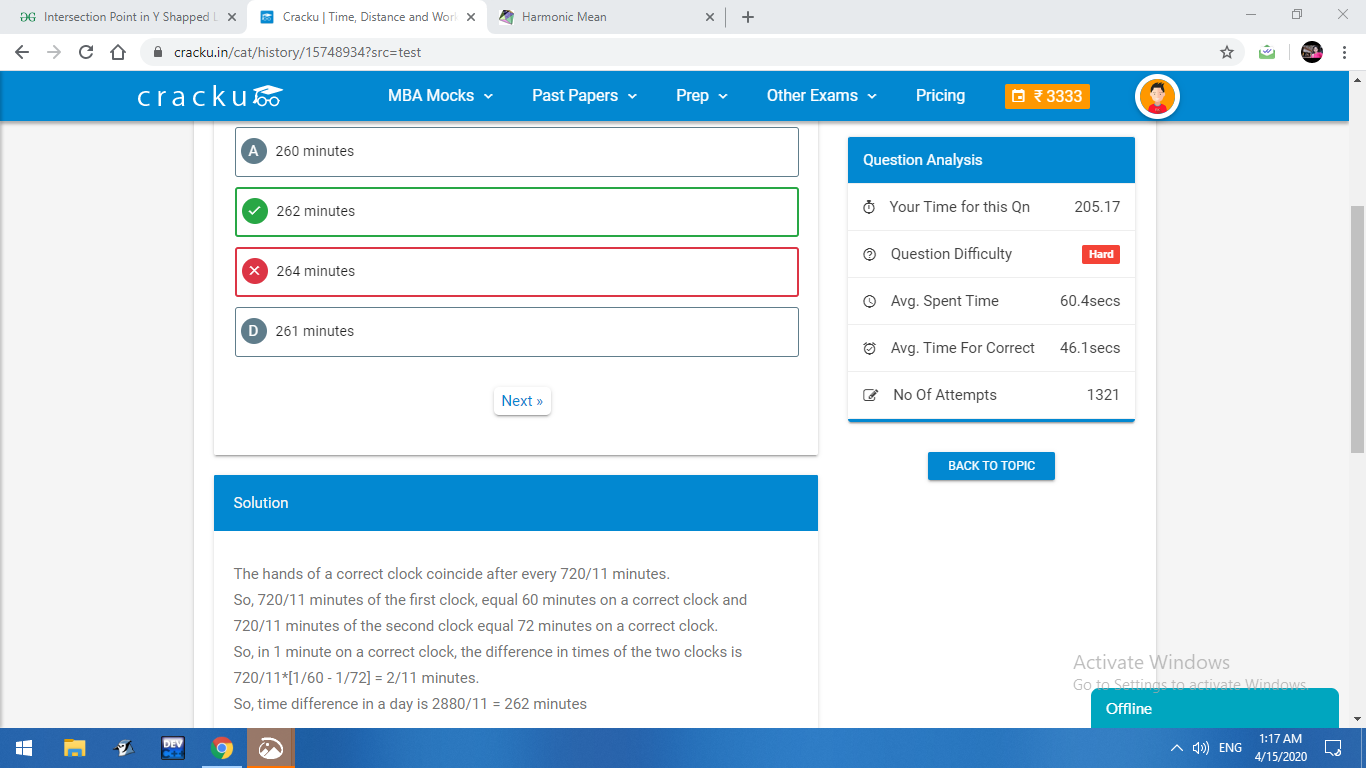 Intersection Point in Y Shapped L
Cracku | Time, Distance and Work
Harmonic Mean
cracku.in/cat/history/15748934?src=test
cracku
MBA Mocks
Past Papers
Prep
Other Exams
Pricing
₹ 3333
A 260 minutes
262 minutes
264 minutes
D 261 minutes
Next »
Question Analysis
Your Time for this Qn 205.17
Question Difficulty Hard
Avg. Spent Time 60.4secs
Avg. Time For Correct 46.1secs
No Of Attempts 1321
BACK TO TOPIC
Solution
The hands of a correct clock coincide after every 720/11 minutes.
So, 720/11 minutes of the first clock, equal 60 minutes on a correct clock and
720/11 minutes of the second clock equal 72 minutes on a correct clock.
So, in 1 minute on a correct clock, the difference in times of the two clocks is
720/11*[1/60 - 1/72] = 2/11 minutes.
So, time difference in a day is 2880/11 = 262 minutes
Activate Windows
Go to Settings to activate Windows.
Offline
DEV
ENG
1:17 AM
4/15/2020